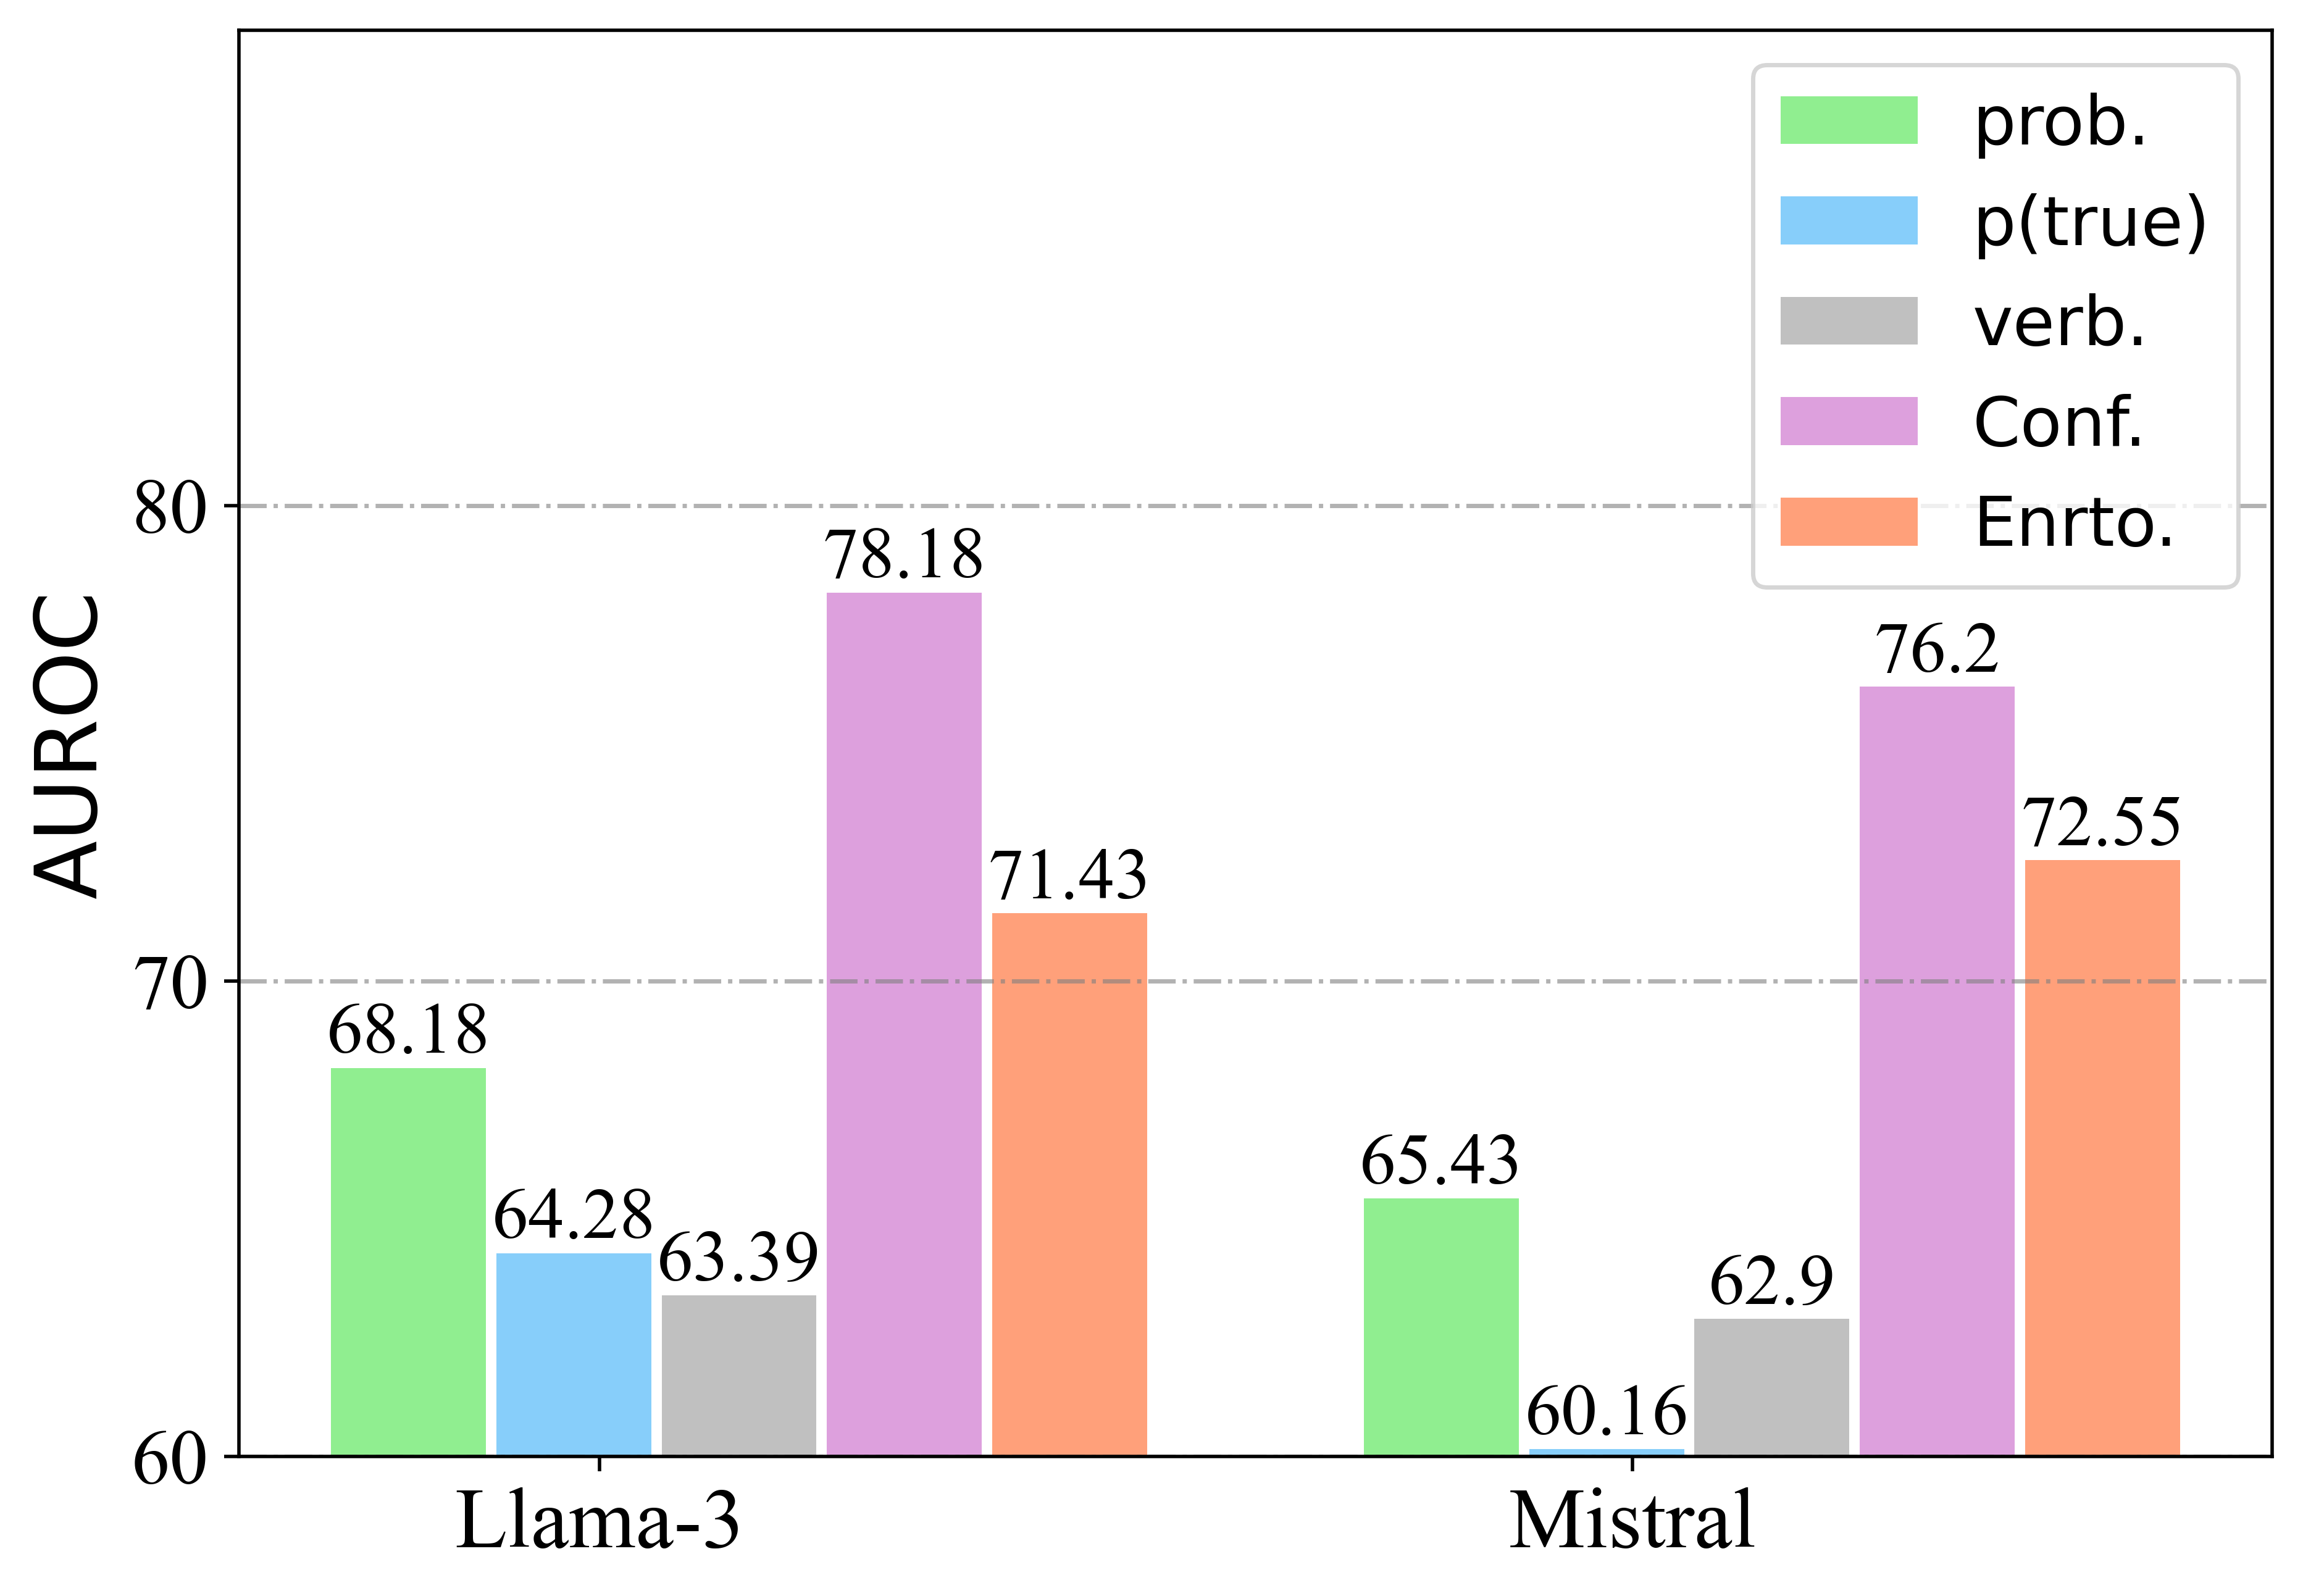 AUROC
80
70
60
prob.
p(true)
verb.
Conf.
Enrto.
68.18
64.28
63.39
78.18
71.43
65.43
60.16
62.9
76.2
72.55
Llama-3
Mistral